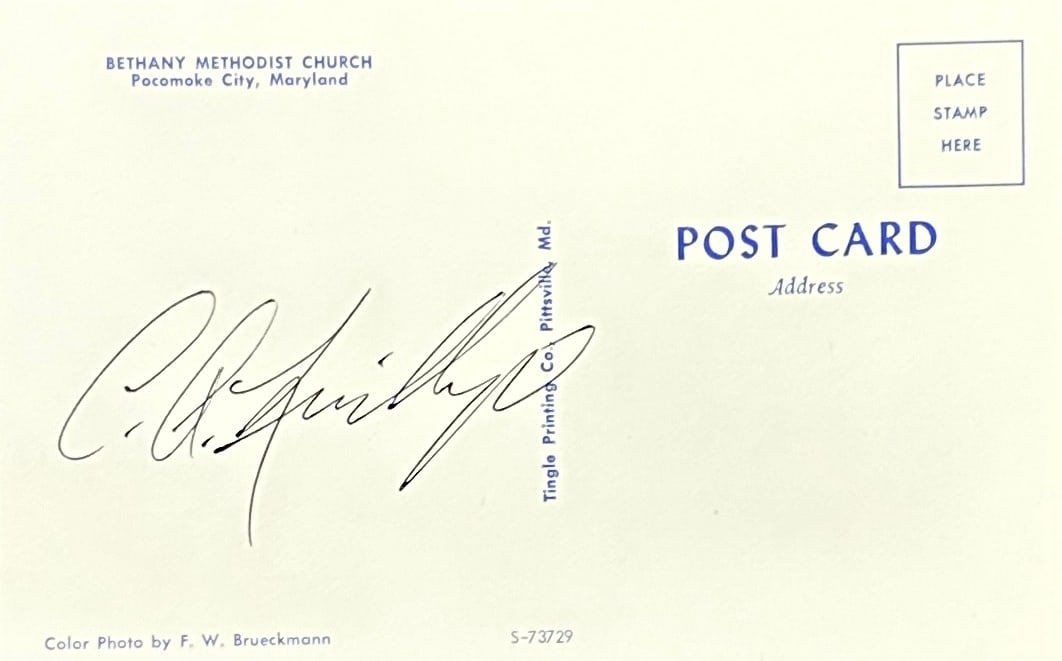 BETHANY METHODIST CHURCH
Pocomoke City, Maryland
PLACE
STAMP
HERE
POST CARD
Address
Tingle Printing Co., Pittsville, Md.
C. A.
Color Photo by F. W. Brueckmann
S-73729